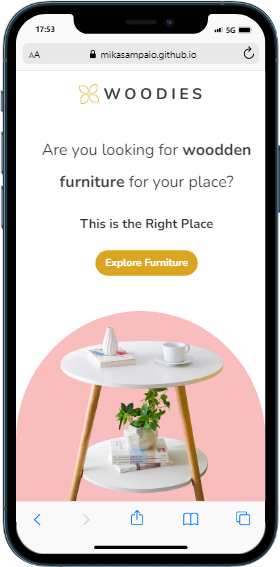 17:53
5G
AA
mikasampaio.github.io
WOODIES
Are you looking for woodden
furniture for your place?
This is the Right Place
Explore Furniture